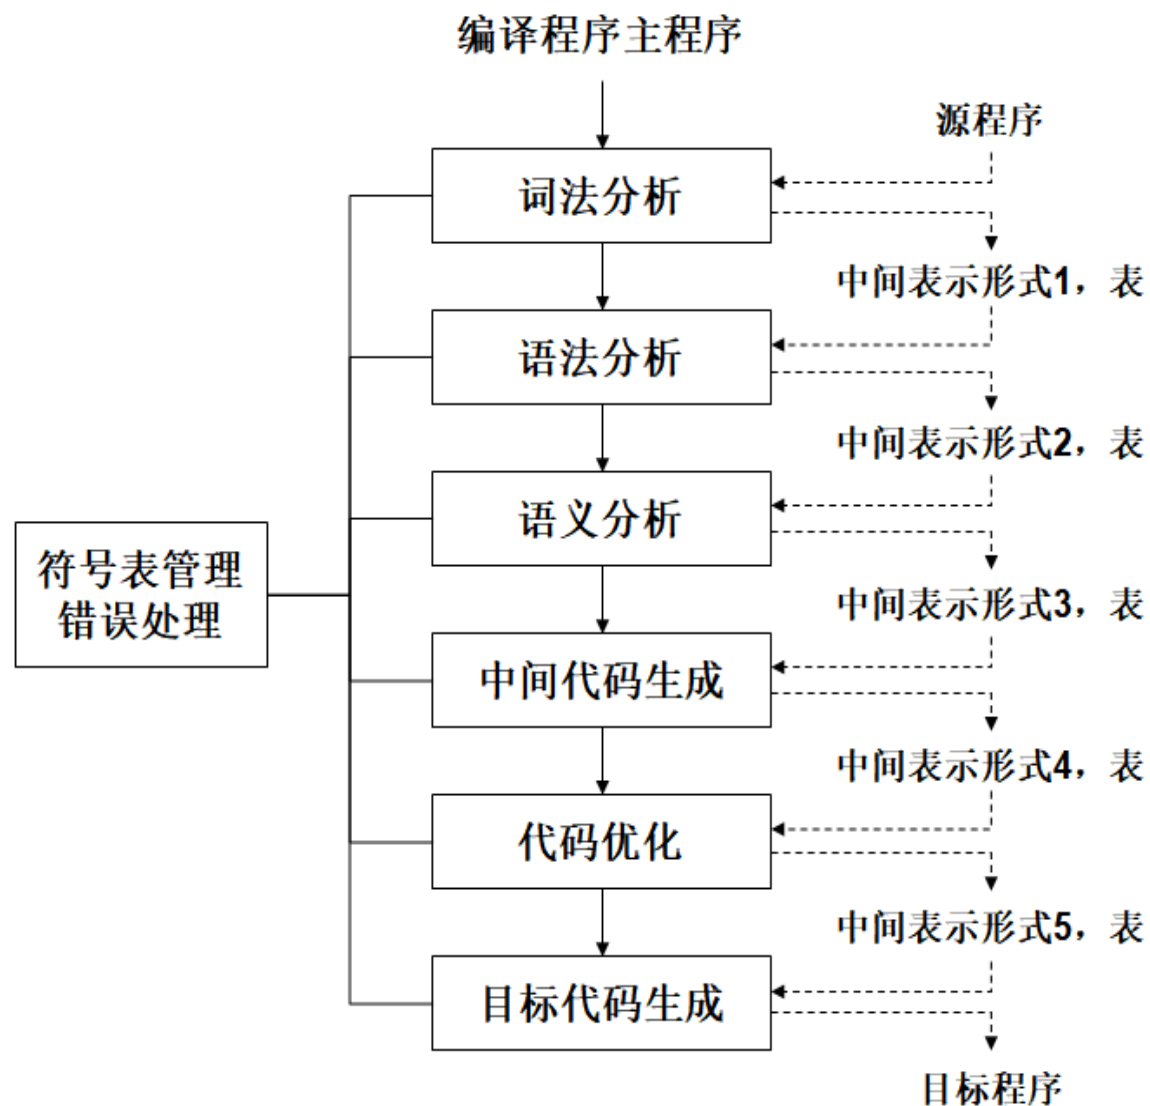 编译程序主程序
源程序
词法分析
中间表示形式1，表
语法分析
中间表示形式2，表
语义分析
符号表管理
错误处理
中间表示形式3，表
中间代码生成
中间表示形式4，表
代码优化
中间表示形式5，表
目标代码生成
目标程序